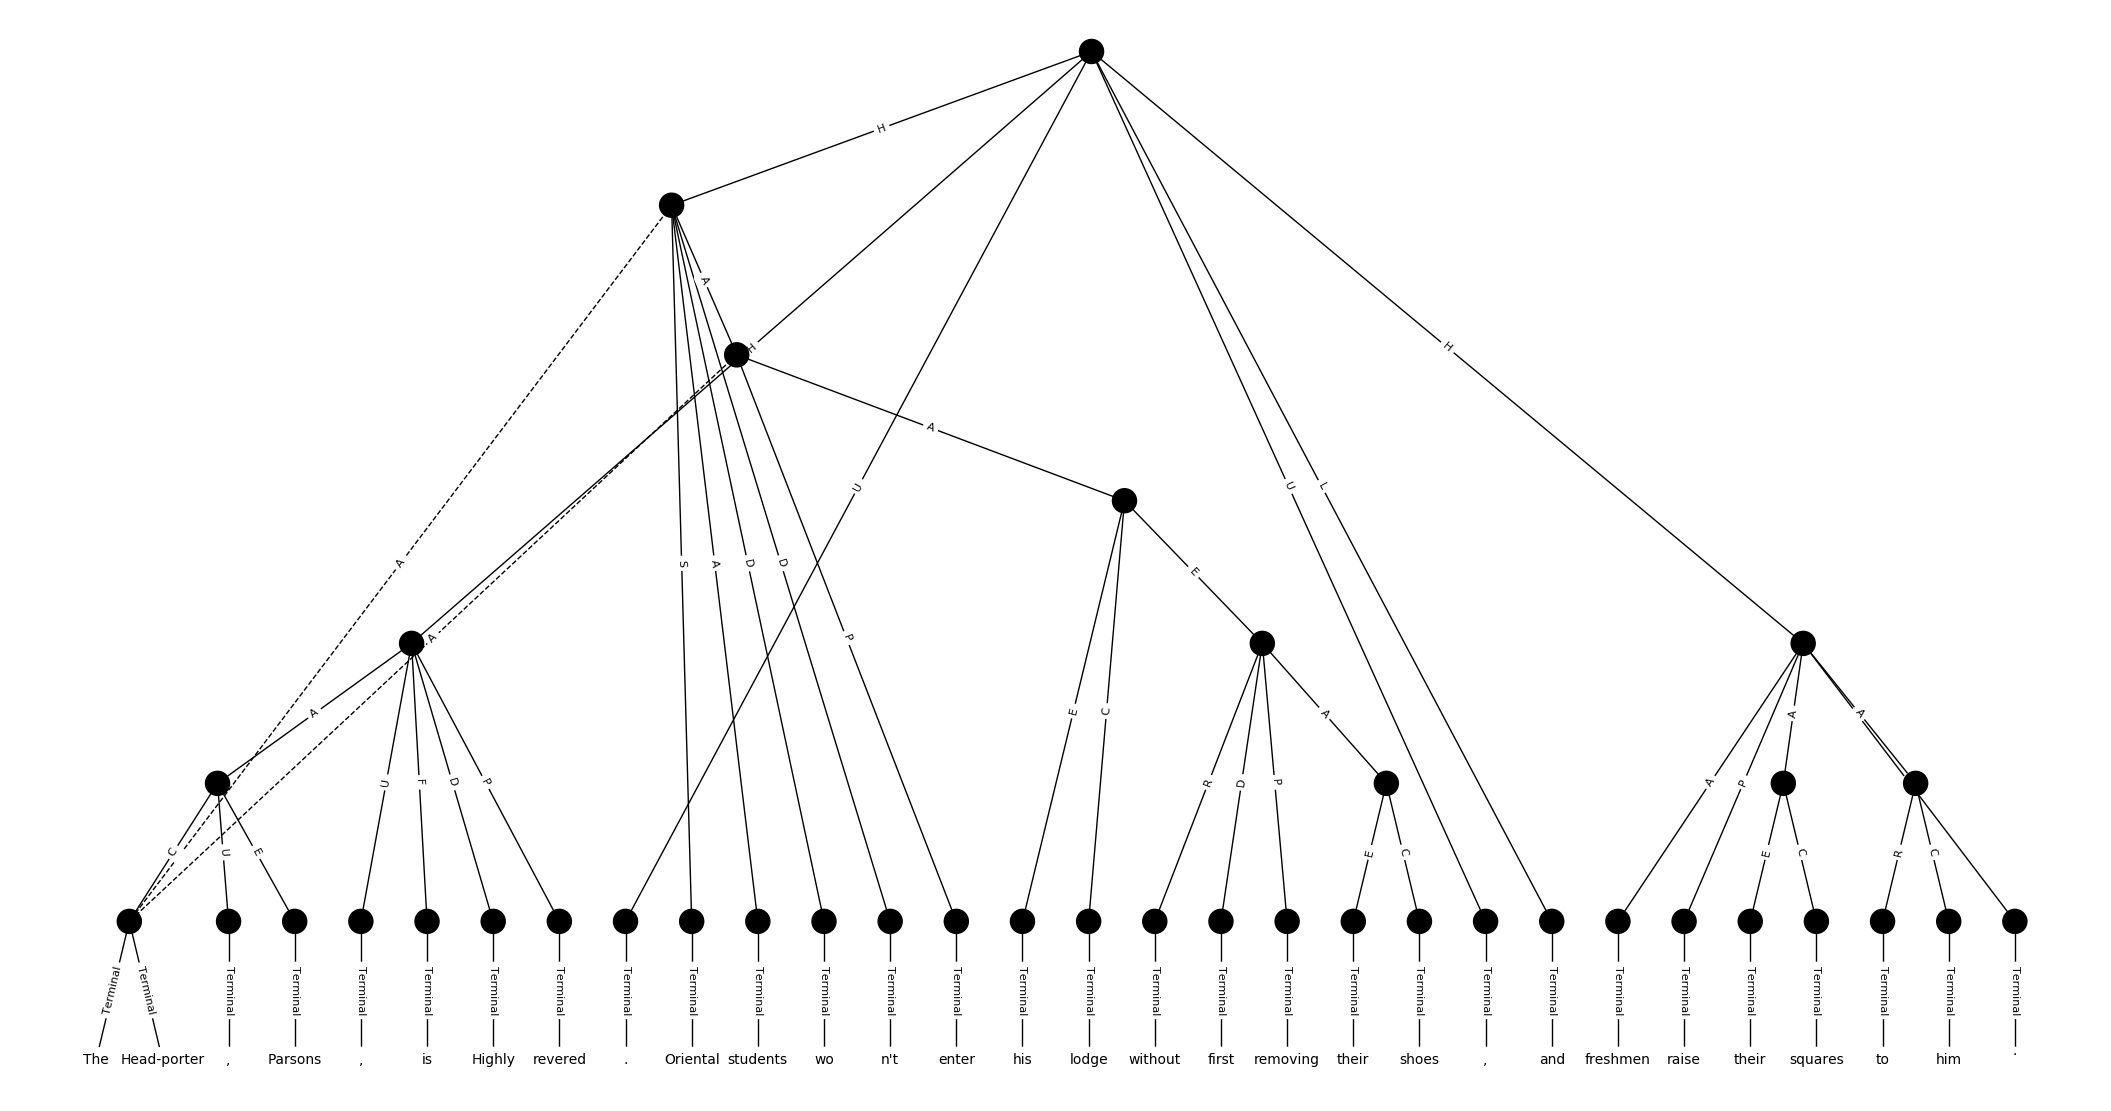 H
A
H
A
U
U
L
H
A
S
A
D
D
P
E
A
A
A
E
C
A
A
A
U
F
D
P
R
D
P
A
P
C
U
E
E
C
E
C
R
C
Terminal Terminal Terminal Terminal Terminal Terminal Terminal Terminal Terminal Terminal Terminal Terminal Terminal Terminal Terminal Terminal Terminal Terminal Terminal Terminal Terminal Terminal Terminal Terminal Terminal Terminal Terminal Terminal Terminal Terminal
The Head-porter , Parsons , is Highly revered . Oriental students wo n't enter his lodge without first removing their shoes , and freshmen raise their squares to him .